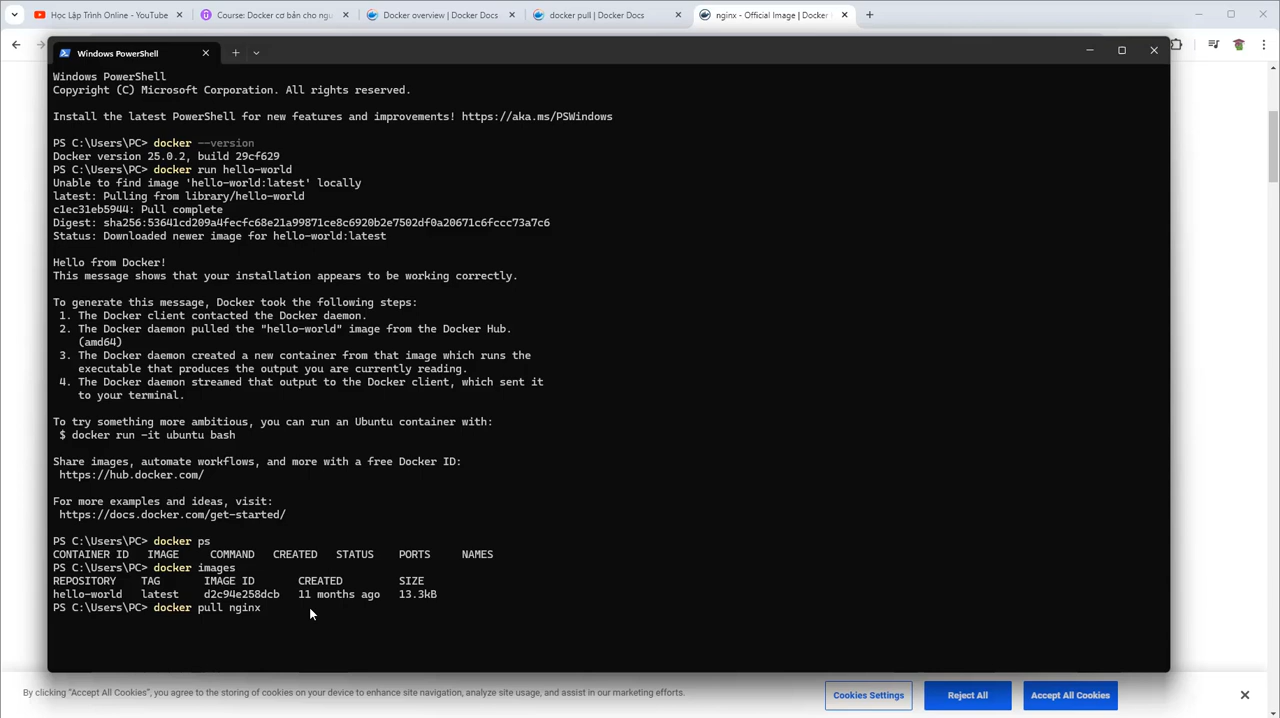 Học Lập Trình Online - YouTube
Course: Docker cơ bản cho ngư
Docker overview | Docker Docs
docker pull | Docker Docs
nginx - Official Image | Docker
Windows PowerShell
Windows PowerShell
Copyright (C) Microsoft Corporation. All rights reserved.
Install the latest PowerShell for new features and improvements! https://aka.ms/PSWindows
PS C:\Users\PC> docker --version
Docker version 25.0.2, build 29cf629
PS C:\Users\PC> docker run hello-world
Unable to find image 'hello-world:latest' locally
latest: Pulling from library/hello-world
c1ec31eb5944: Pull complete
Digest: sha256:53641cd209a4fecfc68e21a99871ce8c6920b2e7502df0a20671c6fccc73a7c6
Status: Downloaded newer image for hello-world:latest
Hello from Docker!
This message shows that your installation appears to be working correctly.
To generate this message, Docker took the following steps:
1. The Docker client contacted the Docker daemon.
2. The Docker daemon pulled the "hello-world" image from the Docker Hub.
(amd64)
3. The Docker daemon created a new container from that image which runs the
executable that produces the output you are currently reading.
4. The Docker daemon streamed that output to the Docker client, which sent it
to your terminal.
To try something more ambitious, you can run an Ubuntu container with:
$ docker run -it ubuntu bash
Share images, automate workflows, and more with a free Docker ID:
https://hub.docker.com/
For more examples and ideas, visit:
https://docs.docker.com/get-started/
PS C:\Users\PC> docker ps
CONTAINER ID IMAGE COMMAND CREATED STATUS PORTS NAMES
PS C:\Users\PC> docker images
REPOSITORY TAG IMAGE ID CREATED SIZE
hello-world latest d2c94e258dcb 11 months ago 13.3kB
PS C:\Users\PC> docker pull nginx
By clicking "Accept All Cookies", you agree to the storing of cookies on your device to enhance site navigation, analyze site usage, and assist in our marketing efforts.
Cookies Settings
Reject All
Accept All Cookies